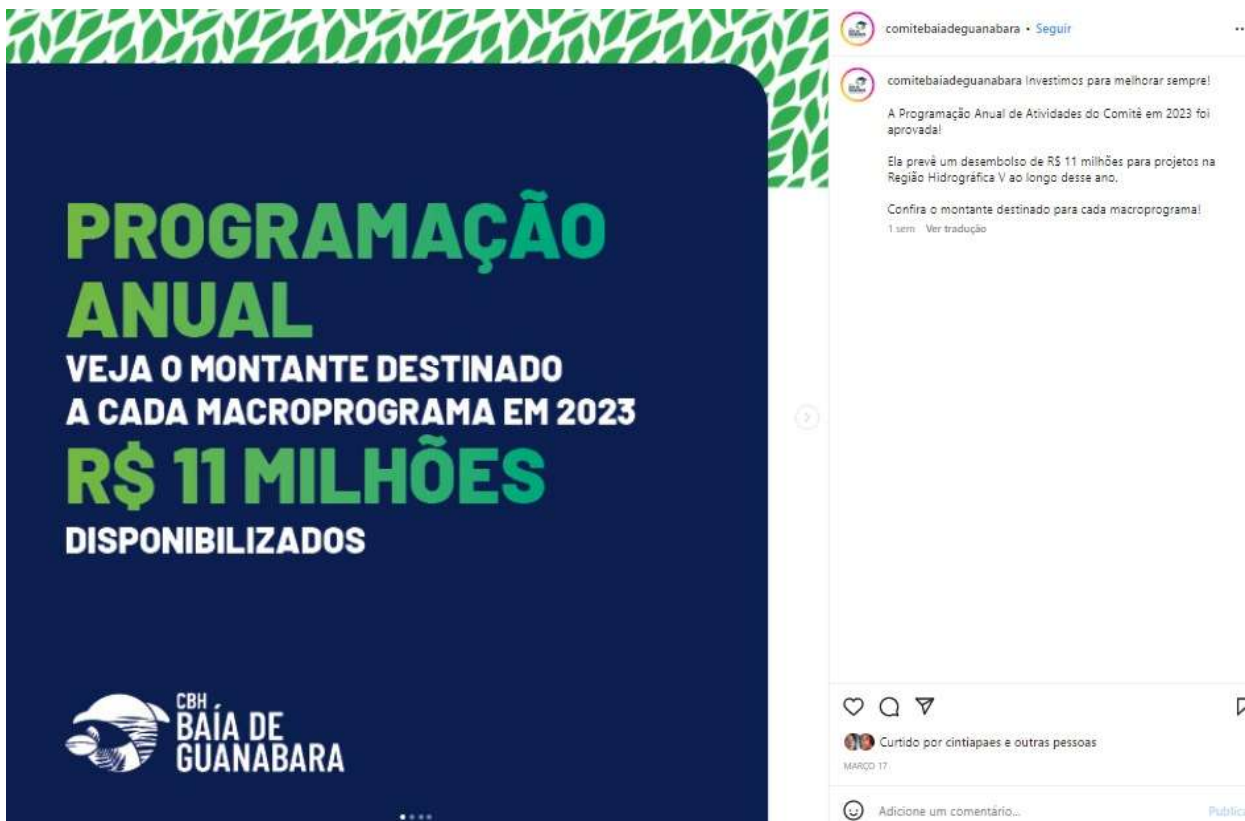 PROGRAMAÇÃO
ANUAL
VEJA O MONTANTE DESTINADO
A CADA MACROPROGRAMA EM 2023
R$ 11 MILHÕES
DISPONIBILIZADOS
CBH
BAÍA DE
GUANABARA
comitebaiadeguanabara • Seguir
comitebaiadeguanabara Investimos para melhorar sempre!
A Programação Anual de Atividades do Comitê em 2023 foi
aprovada!
Ela prevê um desembolso de R$ 11 milhões para projetos na
Região Hidrográfica V ao longo desse ano.
Confira o montante destinado para cada macroprograma!
1 sem Ver tradução
Curtido por cintiapaes e outras pessoas
MARÇO 17
Adicione um comentário...
Publica